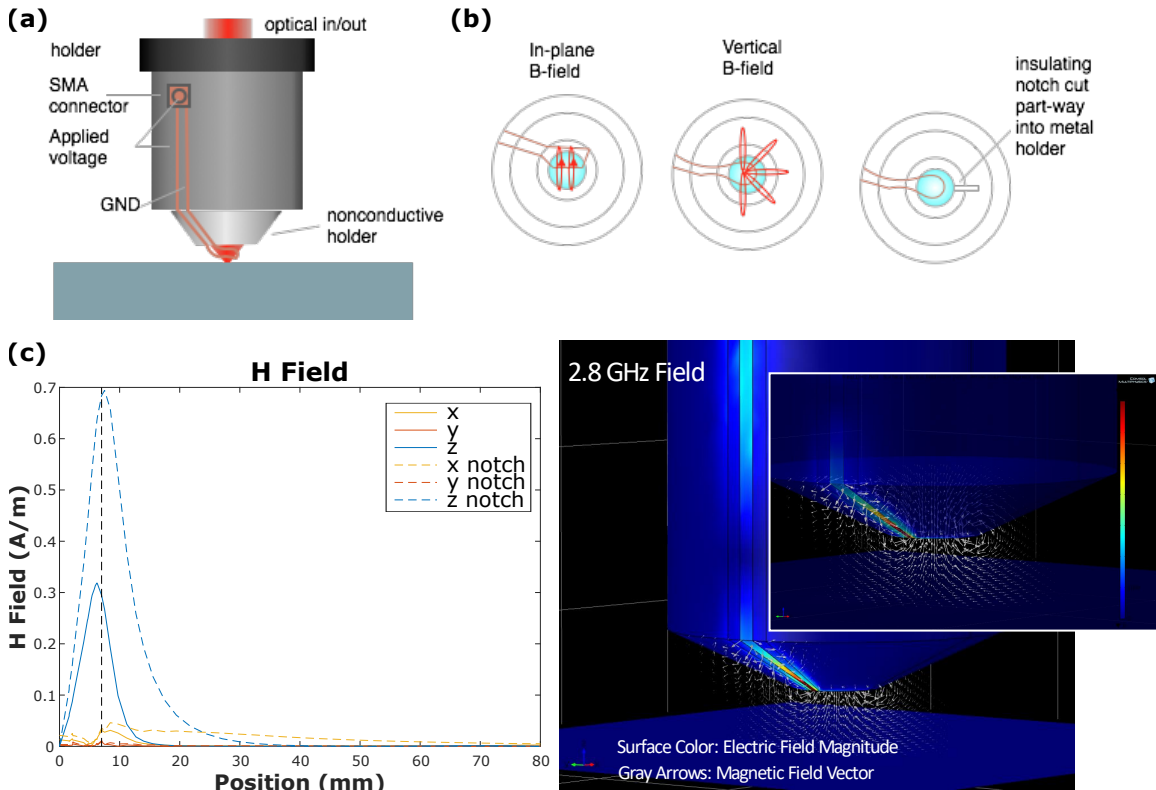 (a)
optical in/out
holder
SMA
connector
Applied
voltage
GND
nonconductive
holder
(b)
In-plane
B-field
Vertical
B-field
insulating
notch cut
part-way
into metal
holder
(c)
H Field
0.7
0.6
0.5
0.4
0.3
0.2
0.1
0
H Field (A/m)
x
y
z
x notch
y notch
z notch
0
10
20
30
40
50
60
70
80
Position (mm)
2.8 GHz Field
Surface Color: Electric Field Magnitude
Gray Arrows: Magnetic Field Vector